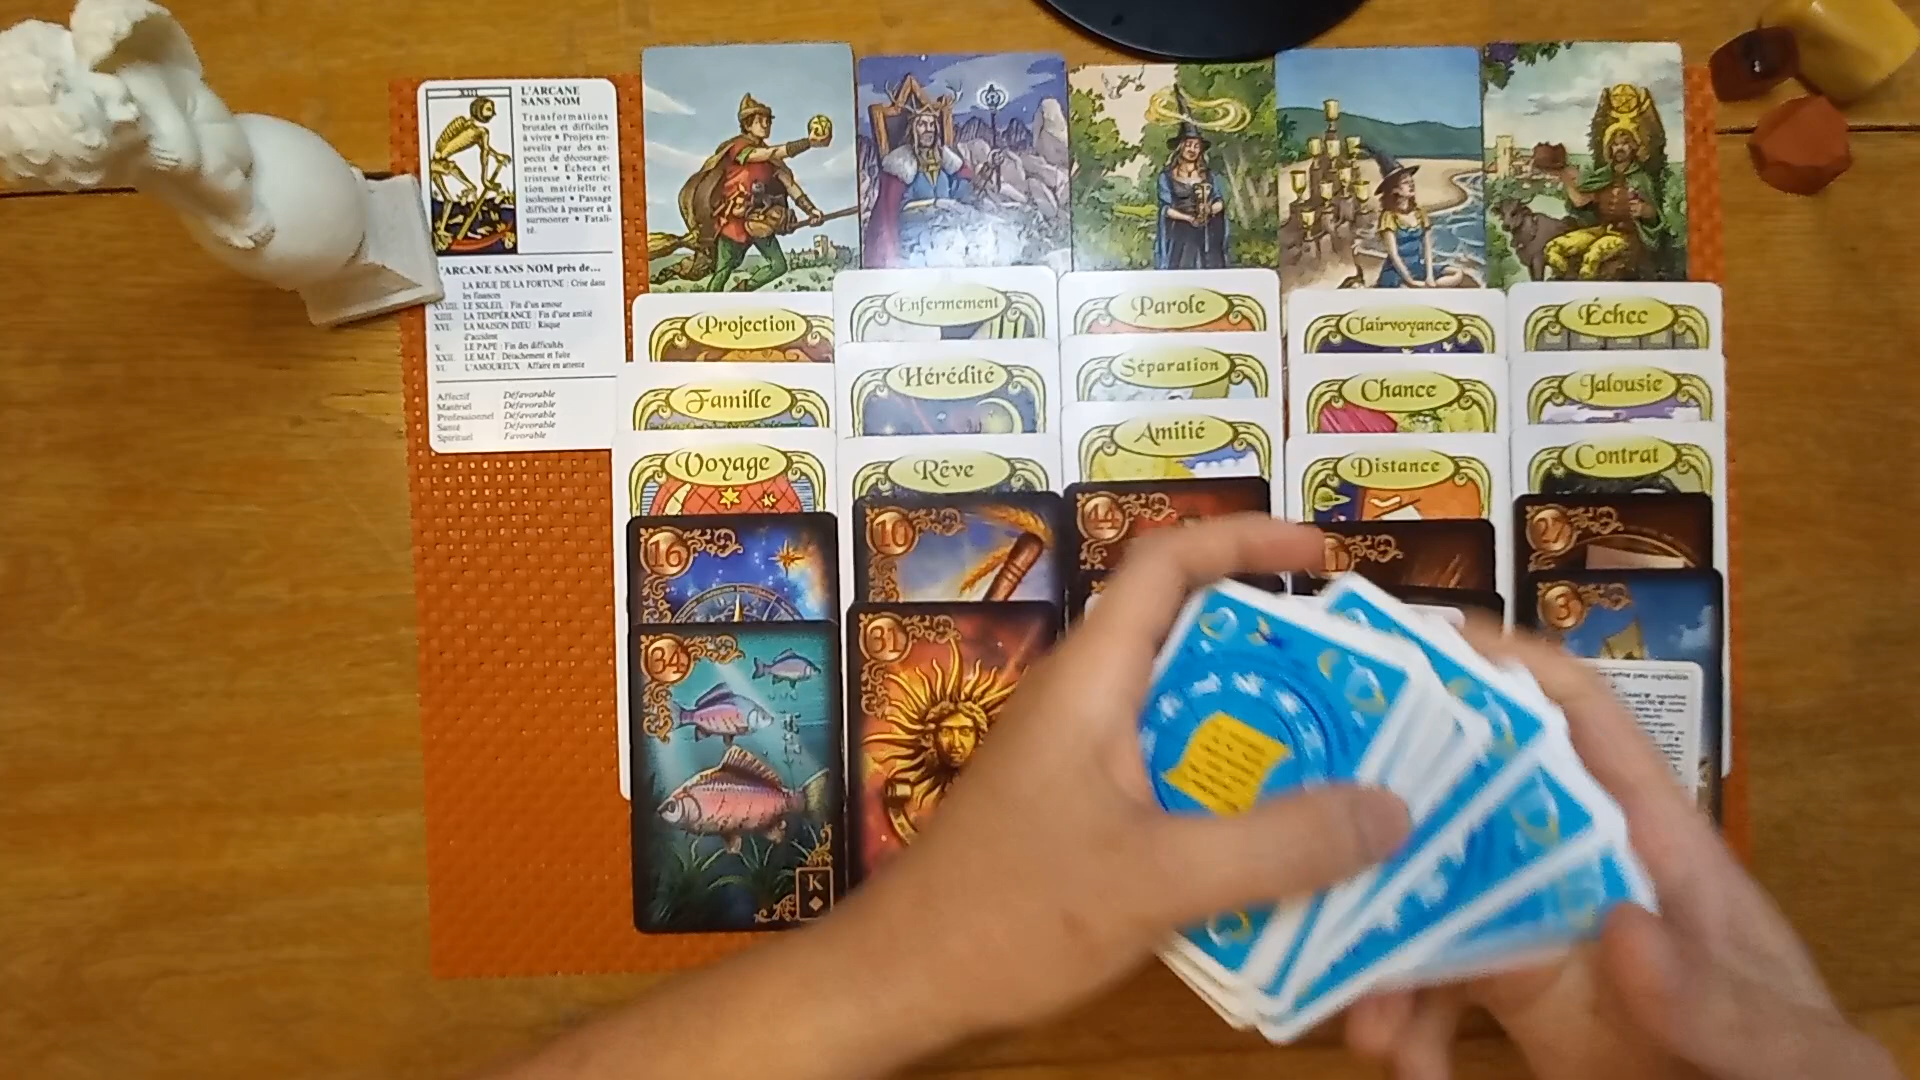 XIII
L'ARCANE
SANS NOM
Transformations
brutales et difficiles
à vivre • Projets en-
sevelis par des as-
pects de décourage-
ment • Échecs et
tristesse • Restric-
tion matérielle et
isolement • Passage
difficile à passer et à
surmonter • Fatali-
té.
L'ARCANE SANS NOM près de...
LA ROUE DE LA FORTUNE : Crise dans
les finances
XVIIII. LE SOLEIL : Fin d'un amour
XIIII. LA TEMPÉRANCE : Fin d'une amitié
XVI. LA MAISON DIEU : Risque
d'accident
V. LE PAPE : Fin des difficultés
XXII. LE MAT : Détachement et fuite
VI. L'AMOUREUX : Affaire en attente
Affectif Défavorable
Matériel Défavorable
Professionnel Défavorable
Santé Défavorable
Spirituel Favorable
Projection
Enfermement
Parole
Clairvoyance
Échec
Famille
Hérédité
Séparation
Chance
Jalousie
Voyage
Rêve
Amitié
Distance
Contrat
16
10
44
27
34
31
3
K